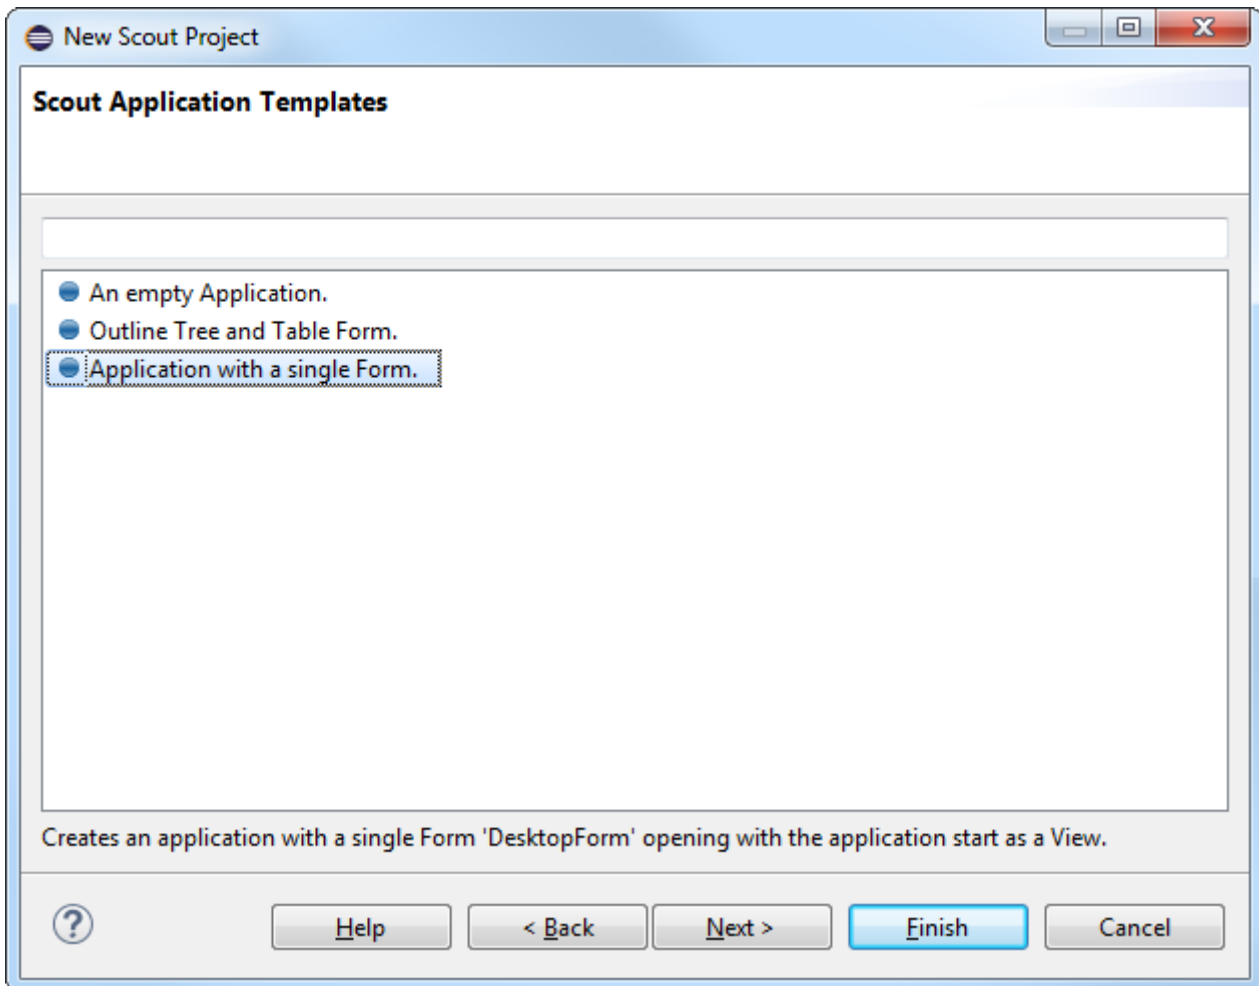 New Scout Project
Scout Application Templates
An empty Application.
Outline Tree and Table Form.
Application with a single Form.
Creates an application with a single Form 'DesktopForm' opening with the application start as a View.
? Help < Back Next > Finish Cancel